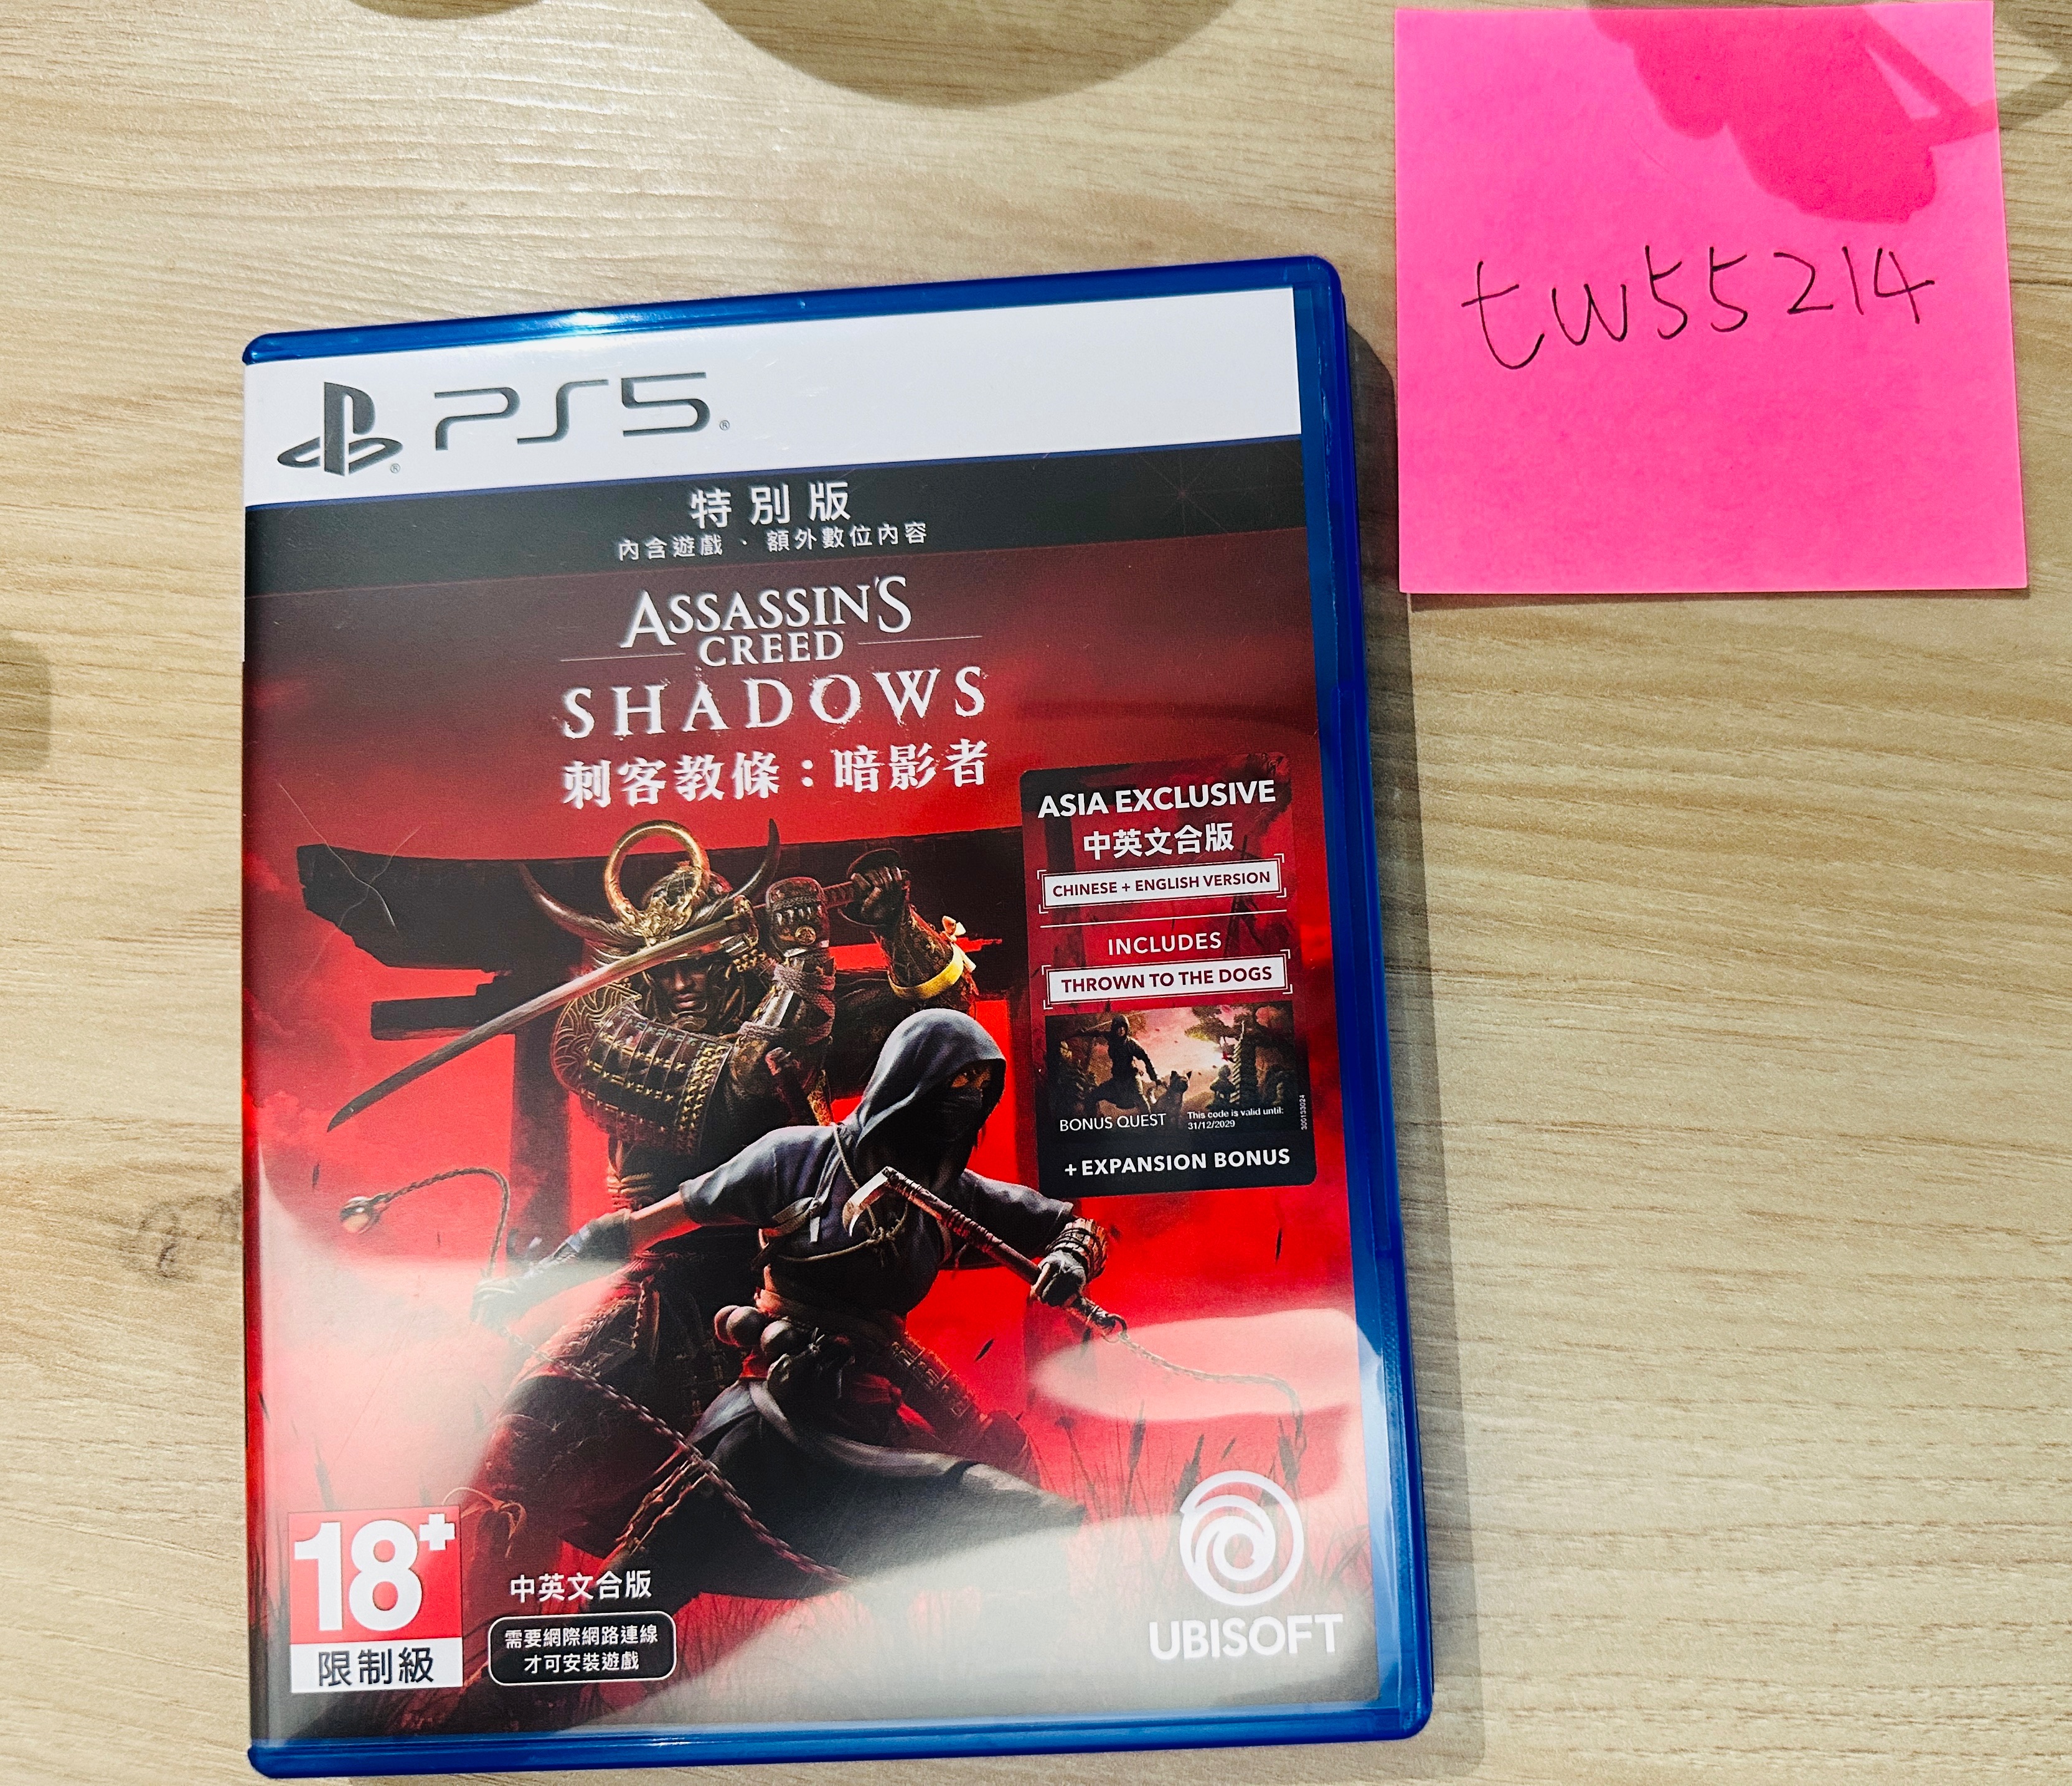 tw55214
PS5
特別版
內含遊戲、額外數位內容
ASSASSIN'S
CREED
SHADOWS
刺客教條：暗影者
ASIA EXCLUSIVE
中英文合版
CHINESE + ENGLISH VERSION
INCLUDES
THROWN TO THE DOGS
BONUS QUEST
This code is valid until:
31/12/2029
305133024
+ EXPANSION BONUS
18+
限制級
中英文合版
需要網際網路連線
才可安裝遊戲
UBISOFT